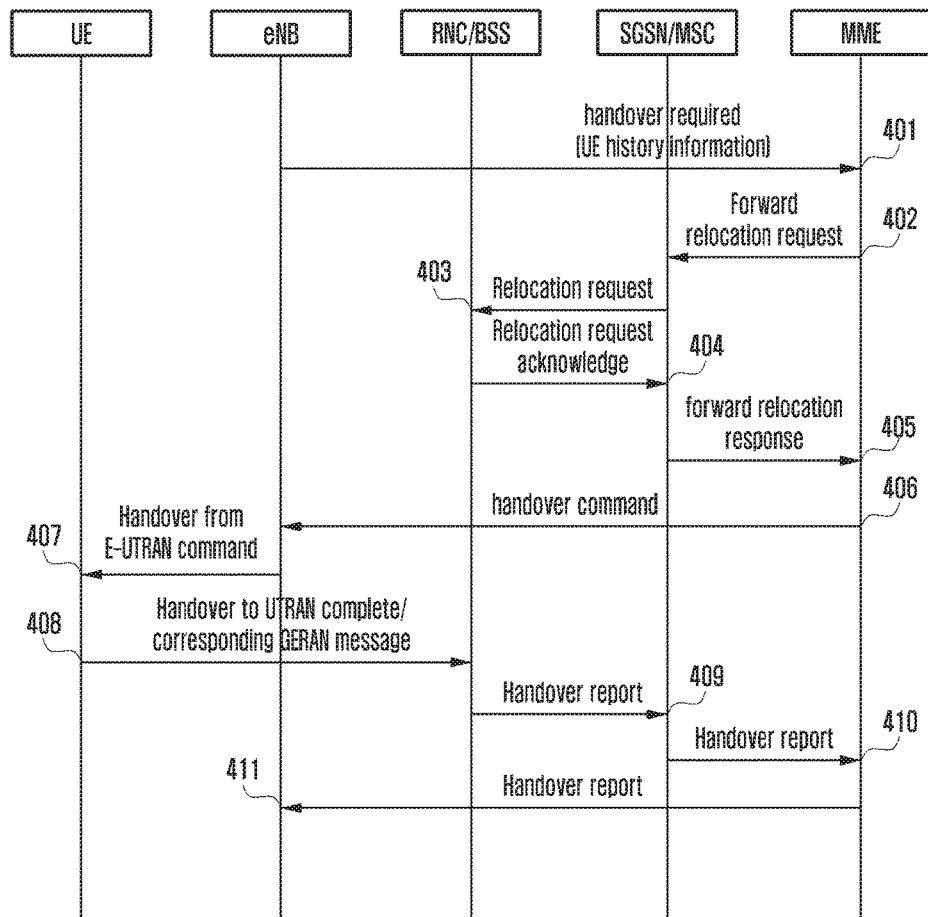 UE eNB RNC/BSS SGSN/MSC MME
handover required
(UE history information)
401
Forward
relocation request
402
403
Relocation request
Relocation request
acknowledge
404
forward relocation
response
405
handover command
406
Handover from
E-UTRAN command
407
Handover to UTRAN complete/
corresponding GERAN message
408
Handover report
409
Handover report
410
Handover report
411